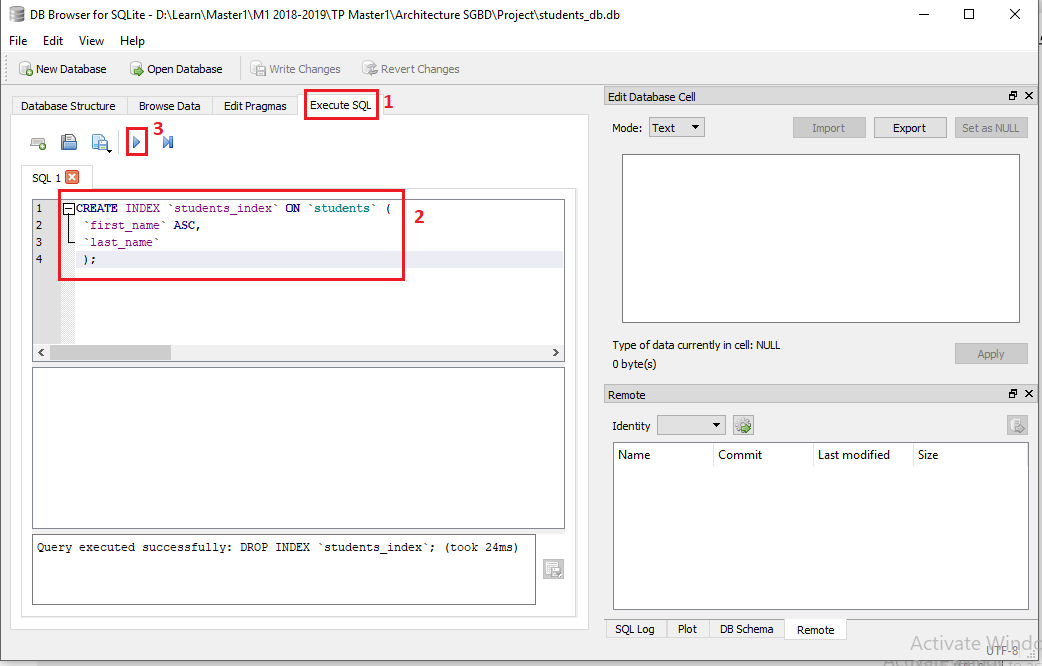 DB Browser for SQLite - D:\Learn\Master1\M1 2018-2019\TP Master1\Architecture SGBD\Project\students_db.db
File Edit View Help
New Database Open Database Write Changes Revert Changes
Database Structure Browse Data Edit Pragmas Execute SQL 1
3
SQL 1
1 CREATE INDEX `students_index` ON `students` (
2 `first_name` ASC,
3 `last_name`
4 );
2
Query executed successfully: DROP INDEX `students_index`; (took 24ms)
Edit Database Cell
Mode: Text Import Export Set as NULL
Type of data currently in cell: NULL
0 byte(s)
Apply
Remote
Identity
Name Commit Last modified Size
SQL Log Plot DB Schema Remote
Activate Windo
UTF-8